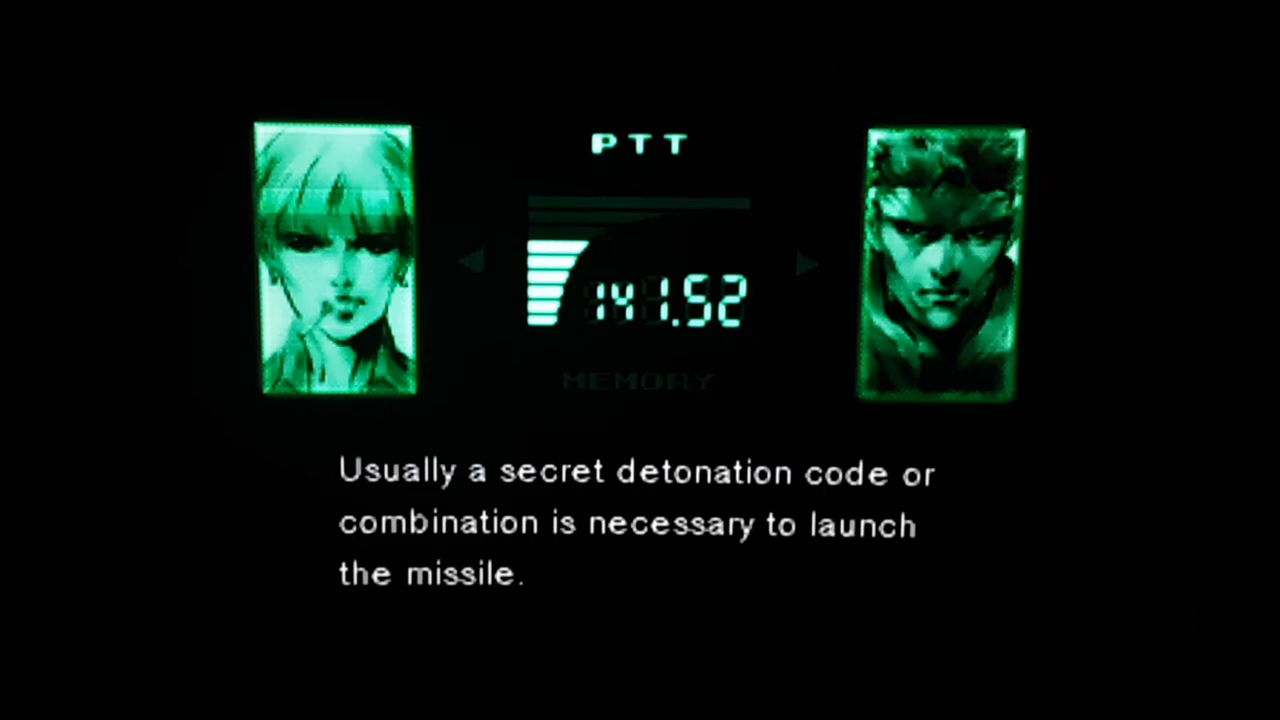 PTT
141.52
MEMORY
Usually a secret detonation code or
combination is necessary to launch
the missile.